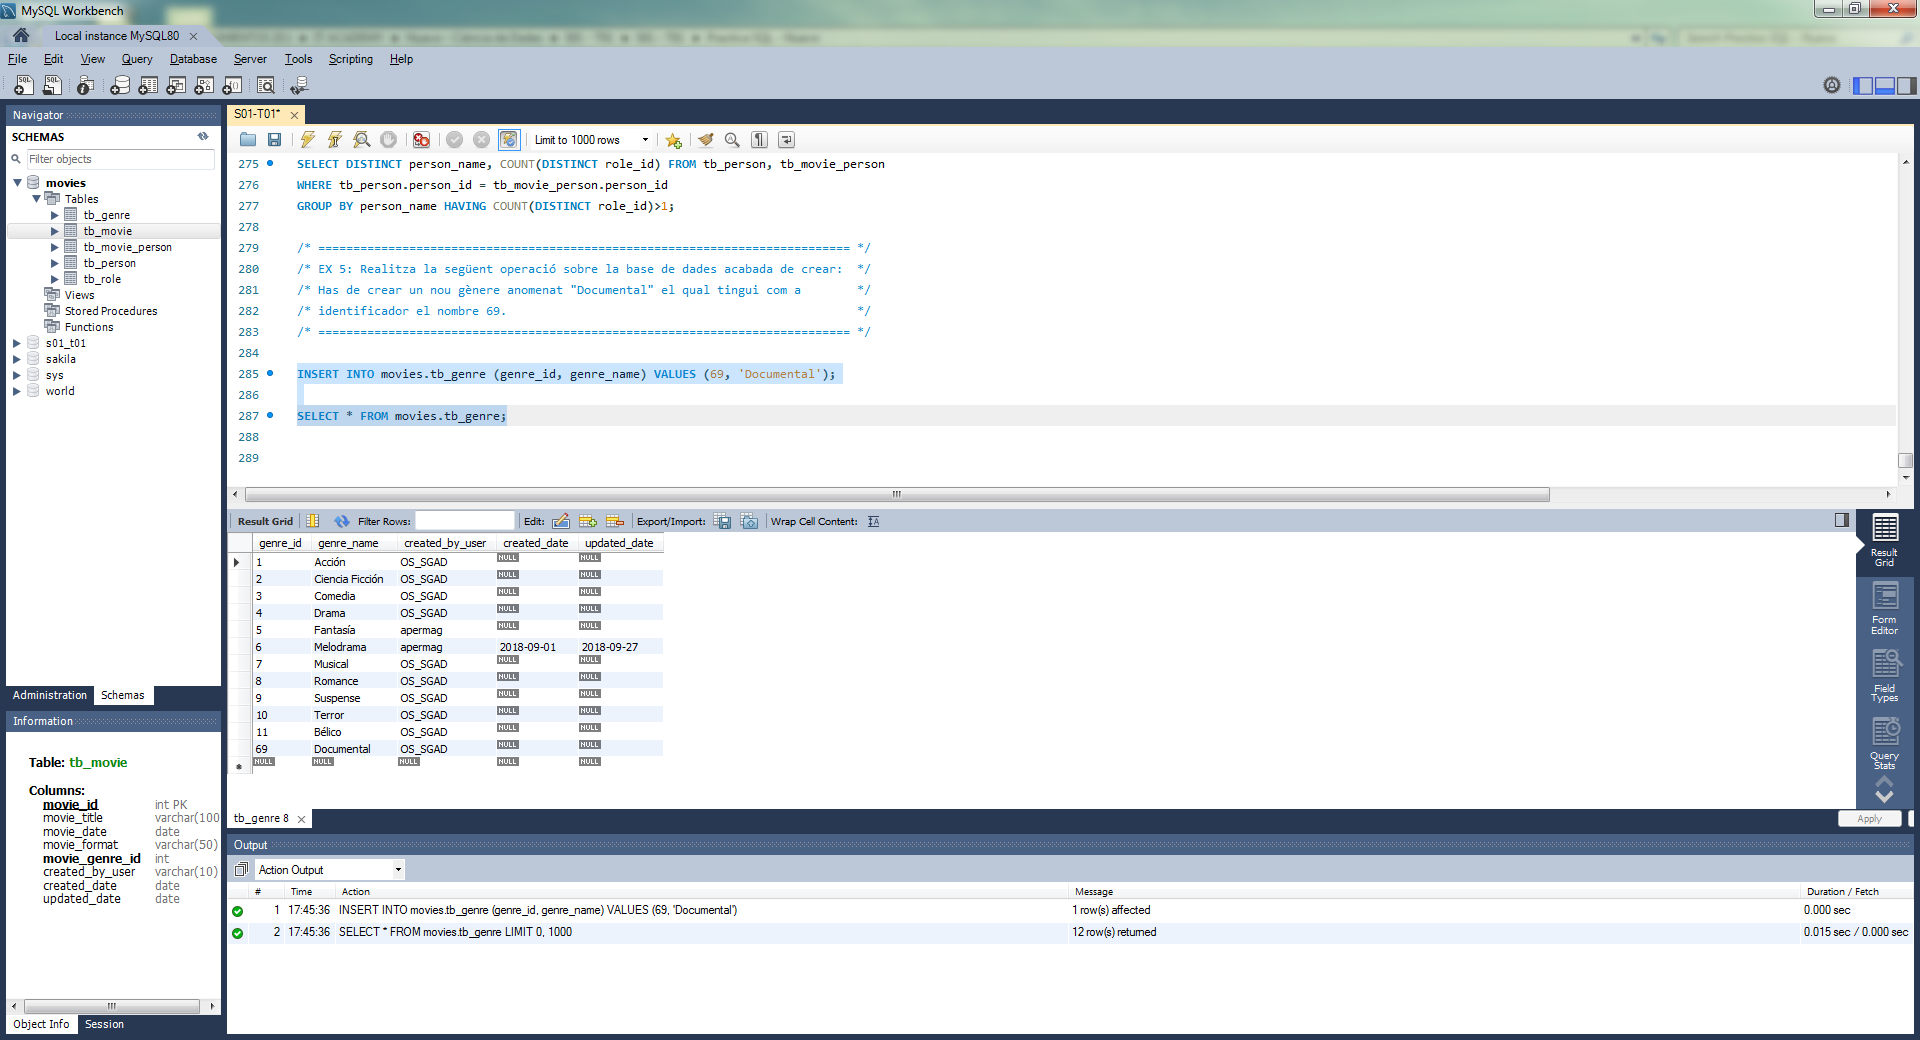 MySQL Workbench
Local instance MySQL80
File Edit View Query Database Server Tools Scripting Help
Navigator
SCHEMAS
Filter objects
movies
Tables
tb_genre
tb_movie
tb_movie_person
tb_person
tb_role
Views
Stored Procedures
Functions
s01_t01
sakila
sys
world
Administration Schemas
Information
Table: tb_movie
Columns:
movie_id int PK
movie_title varchar(100
movie_date date
movie_format varchar(50)
movie_genre_id int
created_by_user varchar(10)
created_date date
updated_date date
Object Info Session
S01-T01*
Limit to 1000 rows
275 SELECT DISTINCT person_name, COUNT(DISTINCT role_id) FROM tb_person, tb_movie_person
276 WHERE tb_person.person_id = tb_movie_person.person_id
277 GROUP BY person_name HAVING COUNT(DISTINCT role_id)>1;
278
279 /* ============================================================================ */
280 /* EX 5: Realitza la següent operació sobre la base de dades acabada de crear: */
281 /* Has de crear un nou gènere anomenat "Documental" el qual tingui com a */
282 /* identificador el nombre 69. */
283 /* ============================================================================ */
284
285 INSERT INTO movies.tb_genre (genre_id, genre_name) VALUES (69, 'Documental');
286
287 SELECT * FROM movies.tb_genre;
288
289
Result Grid Filter Rows: Edit: Export/Import: Wrap Cell Content:
genre_id genre_name created_by_user created_date updated_date
1 Acción OS_SGAD NULL NULL
2 Ciencia Ficción OS_SGAD NULL NULL
3 Comedia OS_SGAD NULL NULL
4 Drama OS_SGAD NULL NULL
5 Fantasía apermag NULL NULL
6 Melodrama apermag 2018-09-01 2018-09-27
7 Musical OS_SGAD NULL NULL
8 Romance OS_SGAD NULL NULL
9 Suspense OS_SGAD NULL NULL
10 Terror OS_SGAD NULL NULL
11 Bélico OS_SGAD NULL NULL
69 Documental OS_SGAD NULL NULL
NULL NULL NULL NULL NULL
Result
Grid
Form
Editor
Field
Types
Query
Stats
tb_genre 8
Apply
Output
Action Output
# Time Action Message Duration / Fetch
1 17:45:36 INSERT INTO movies.tb_genre (genre_id, genre_name) VALUES (69, 'Documental') 1 row(s) affected 0.000 sec
2 17:45:36 SELECT * FROM movies.tb_genre LIMIT 0, 1000 12 row(s) returned 0.015 sec / 0.000 sec